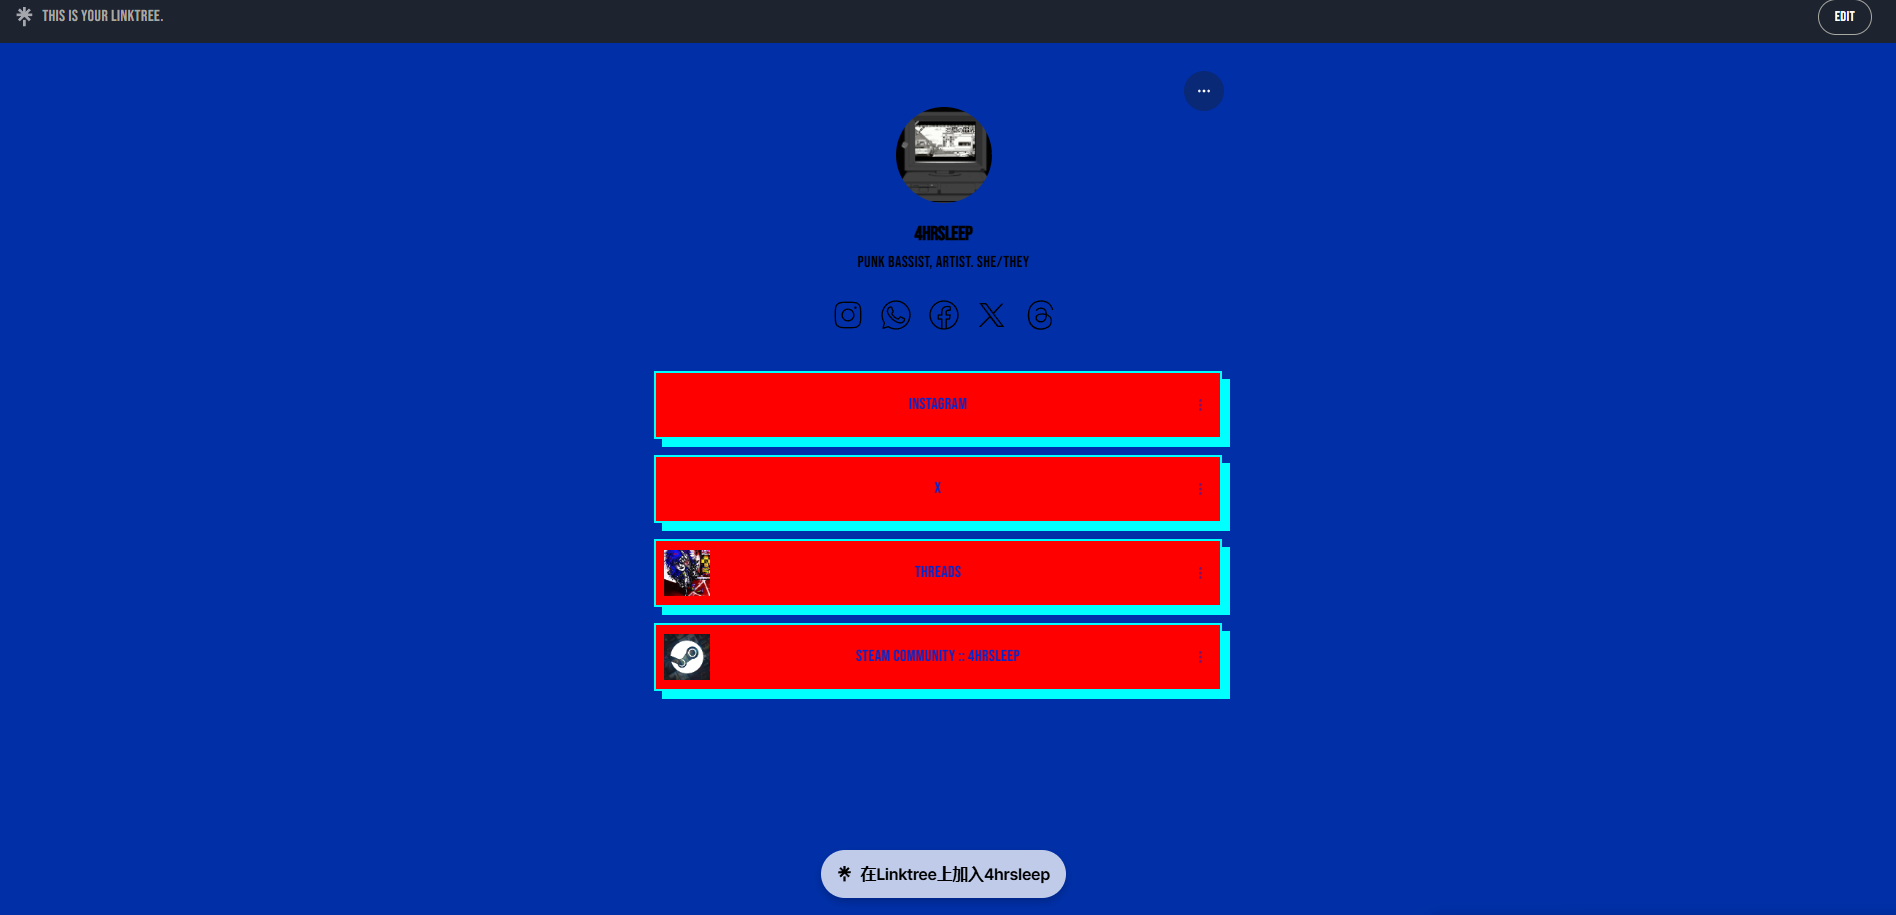 THIS IS YOUR LINKTREE.
EDIT
4HRSLEEP
PUNK BASSIST, ARTIST. SHE/THEY
INSTAGRAM
X
THREADS
STEAM COMMUNITY :: 4HRSLEEP
在Linktree上加入4hrsleep